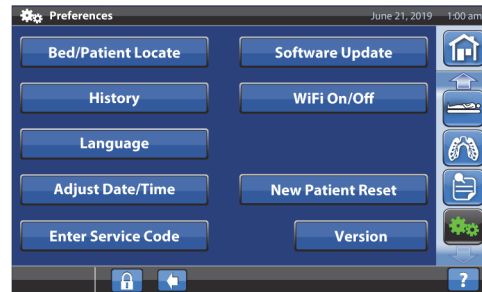 Preferences June 21, 2019 1:00 am
Bed/Patient Locate Software Update
History WiFi On/Off
Language
Adjust Date/Time New Patient Reset
Enter Service Code Version
?